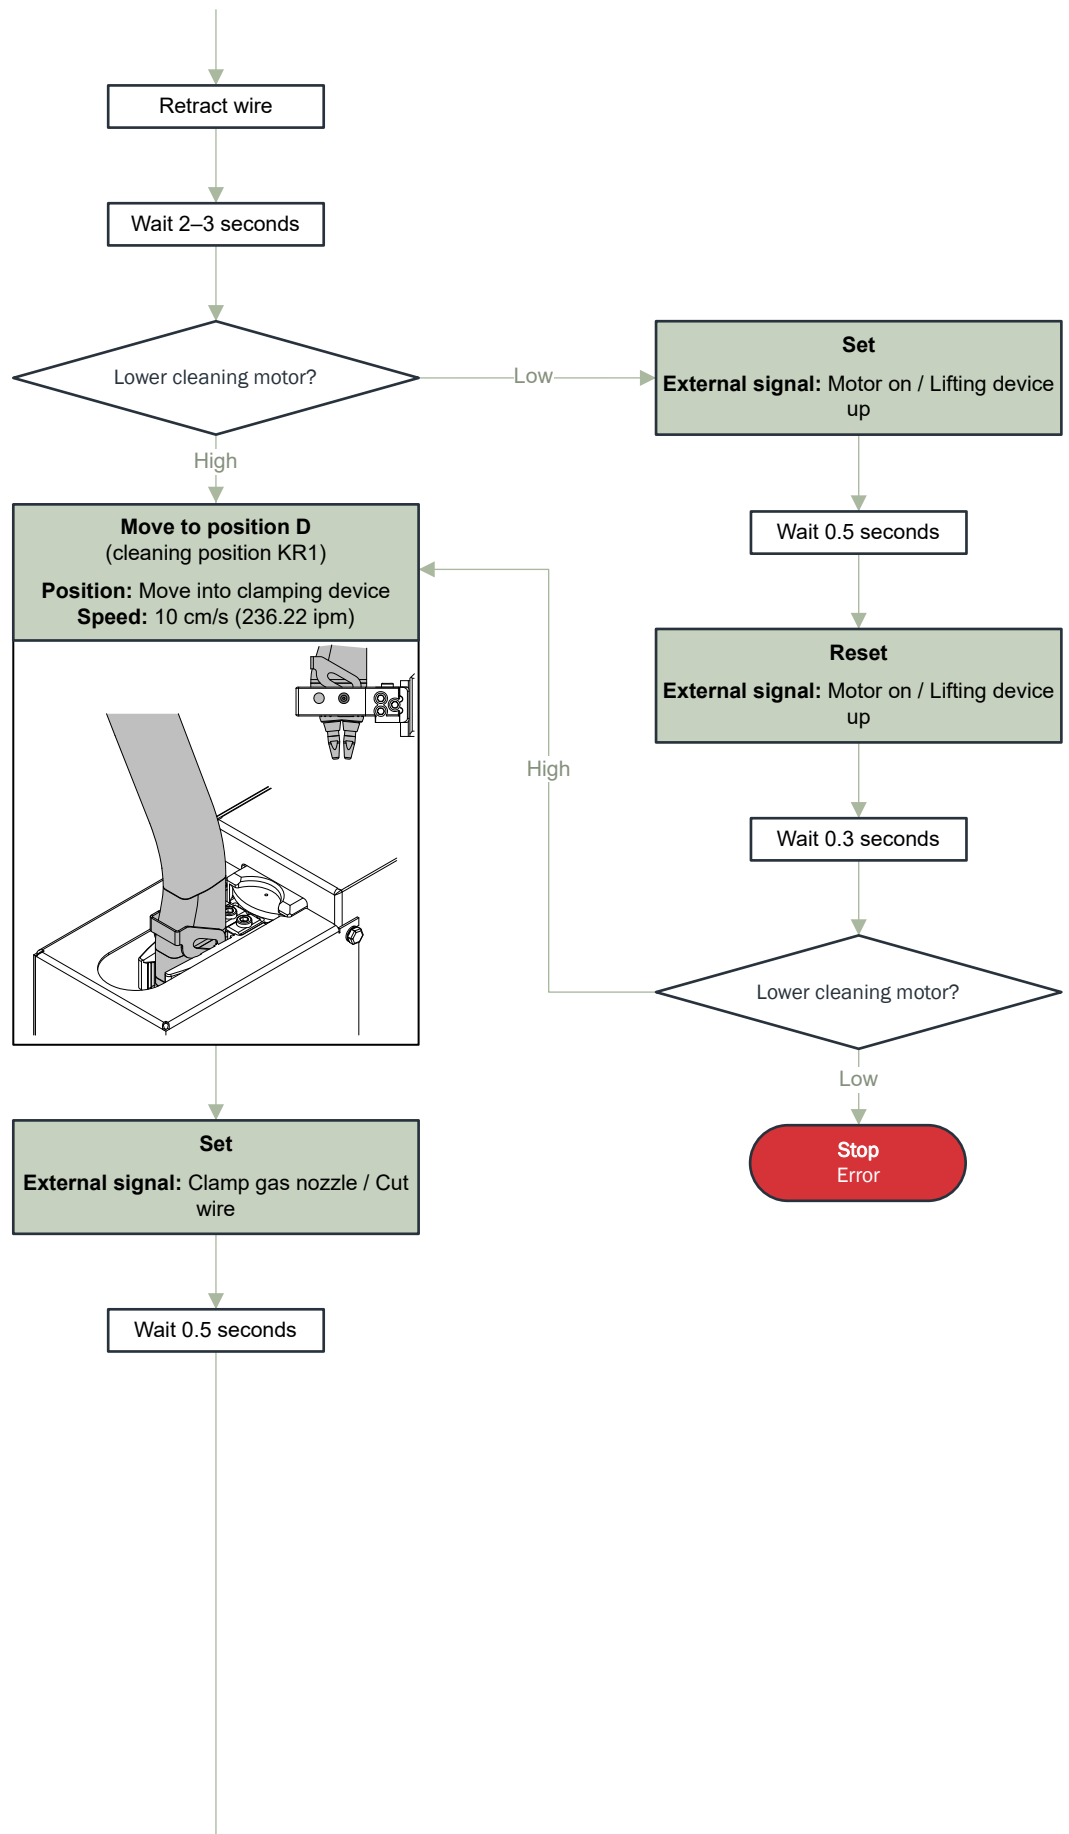 Retract wire
Wait 2–3 seconds
Lower cleaning motor?
Low
Set
External signal: Motor on / Lifting device
up
High
Move to position D
(cleaning position KR1)
Position: Move into clamping device
Speed: 10 cm/s (236.22 ipm)
Wait 0.5 seconds
Reset
External signal: Motor on / Lifting device
up
High
Wait 0.3 seconds
Lower cleaning motor?
Low
Stop
Error
Set
External signal: Clamp gas nozzle / Cut
wire
Wait 0.5 seconds